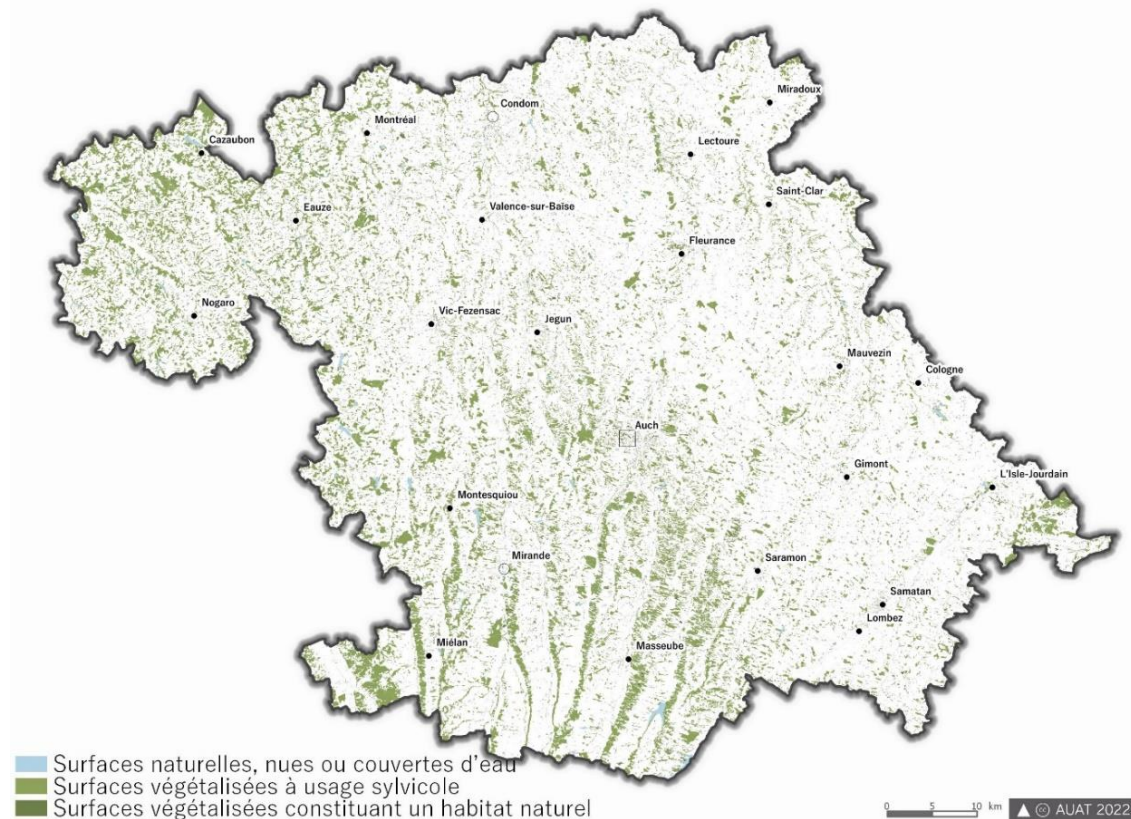 Miradoux
Condom
Montréal
Cazaubon
Lectoure
Saint-Clar
Eauze
Valence-sur-Baïse
Fleurance
Nogaro
Vic-Fezensac
Jegun
Mauvezin
Cologne
Auch
Gimont
L'Isle-Jourdain
Montesquiou
Mirande
Saramon
Samatan
Lombez
Miélan
Masseube
Surfaces naturelles, nues ou couvertes d'eau
Surfaces végétalisées à usage sylvicole
Surfaces végétalisées constituant un habitat naturel
0 5 10 km
cc AUAT 2022